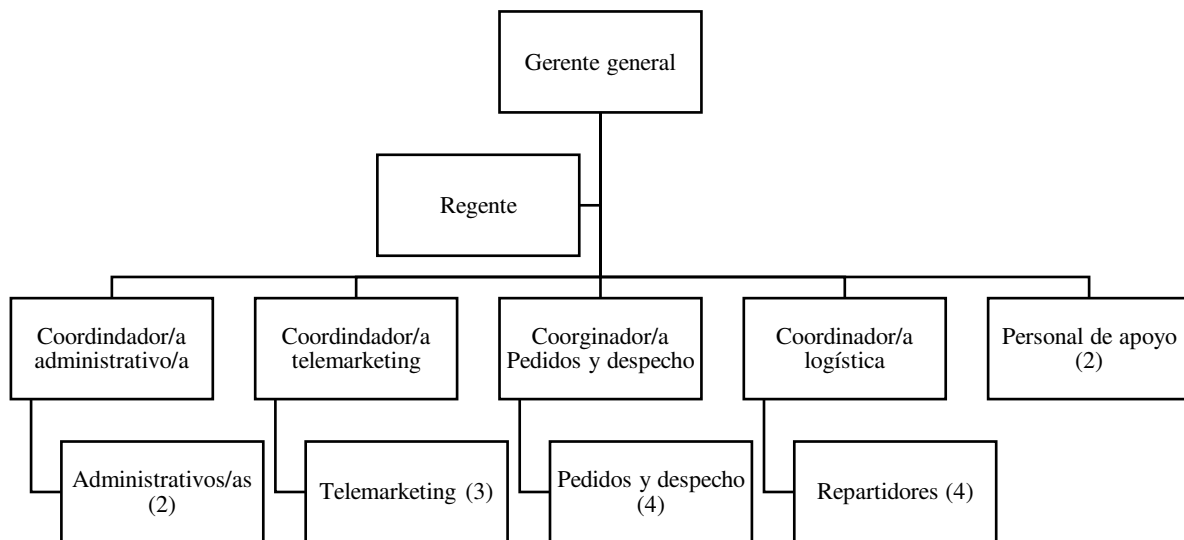 Gerente general
Regente
Coordindador/a
administrativo/a
Coordindador/a
telemarketing
Coorginador/a
Pedidos y despecho
Coordinador/a
logística
Personal de apoyo
(2)
Administrativos/as
(2)
Telemarketing (3)
Pedidos y despecho
(4)
Repartidores (4)